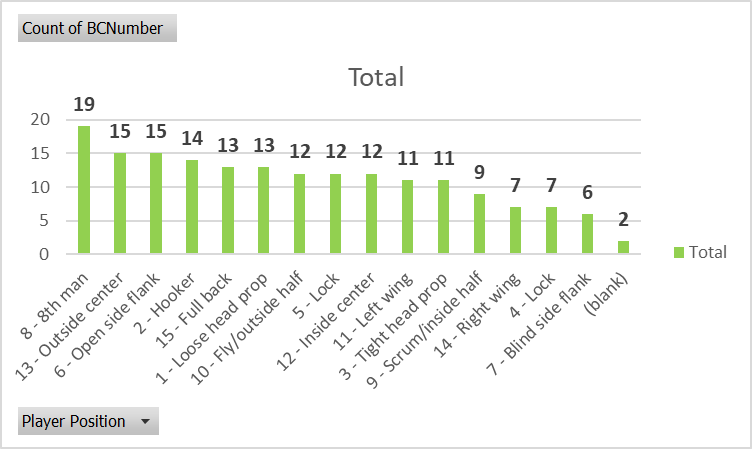 Count of BCNumber
Total
19
15
15
14
13
13
12
12
12
11
11
9
7
7
6
2
20
15
10
5
0
8 - 8th man
13 - Outside center
6 - Open side flank
2 - Hooker
15 - Full back
1 - Loose head prop
10 - Fly/outside half
5 - Lock
12 - Inside center
11 - Left wing
3 - Tight head prop
9 - Scrum/inside half
14 - Right wing
4 - Lock
7 - Blind side flank
(blank)
Total
Player Position